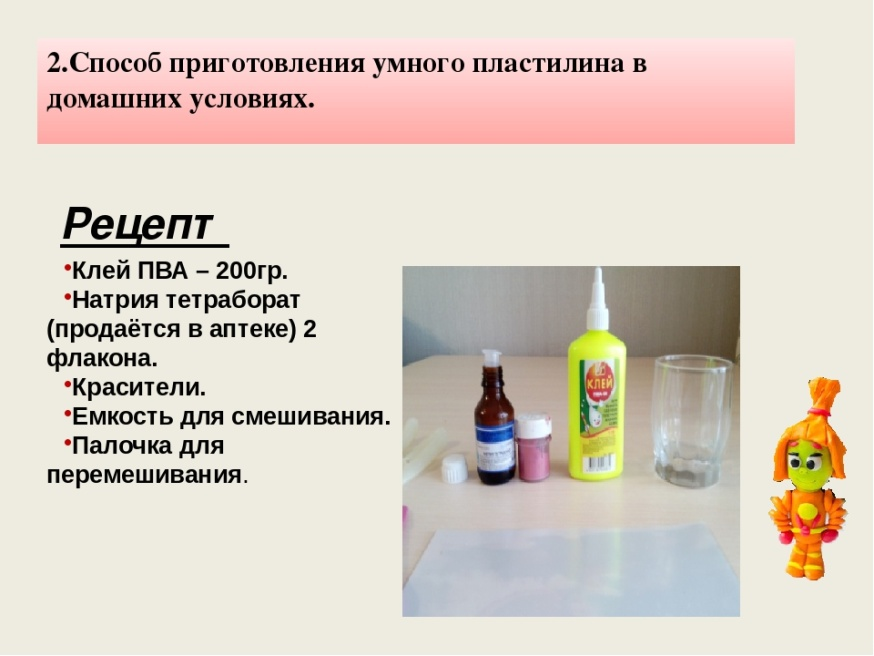 2.Способ приготовления умного пластилина в
домашних условиях.
Рецепт
•Клей ПВА – 200гр.
•Натрия тетраборат
(продаётся в аптеке) 2
флакона.
•Красители.
•Емкость для смешивания.
•Палочка для
перемешивания.
КЛЕЙ